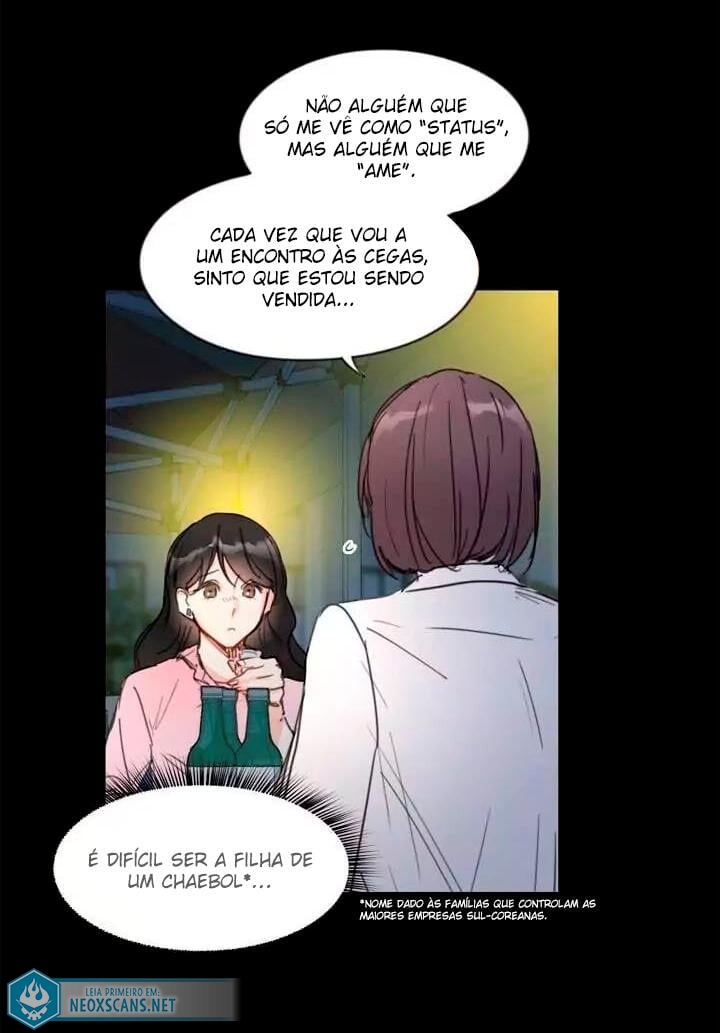 NÃO ALGUÉM QUE
SÓ ME VÊ COMO "STATUS",
MAS ALGUÉM QUE ME
"AME".
CADA VEZ QUE VOU A
UM ENCONTRO ÀS CEGAS,
SINTO QUE ESTOU SENDO
VENDIDA...
É DIFÍCIL SER A FILHA DE
UM CHAEBOL*...
*NOME DADO ÀS FAMÍLIAS QUE CONTROLAM AS
MAIORES EMPRESAS SUL-COREANAS.
LEIA PRIMEIRO EM:
NEOXSCANS.NET